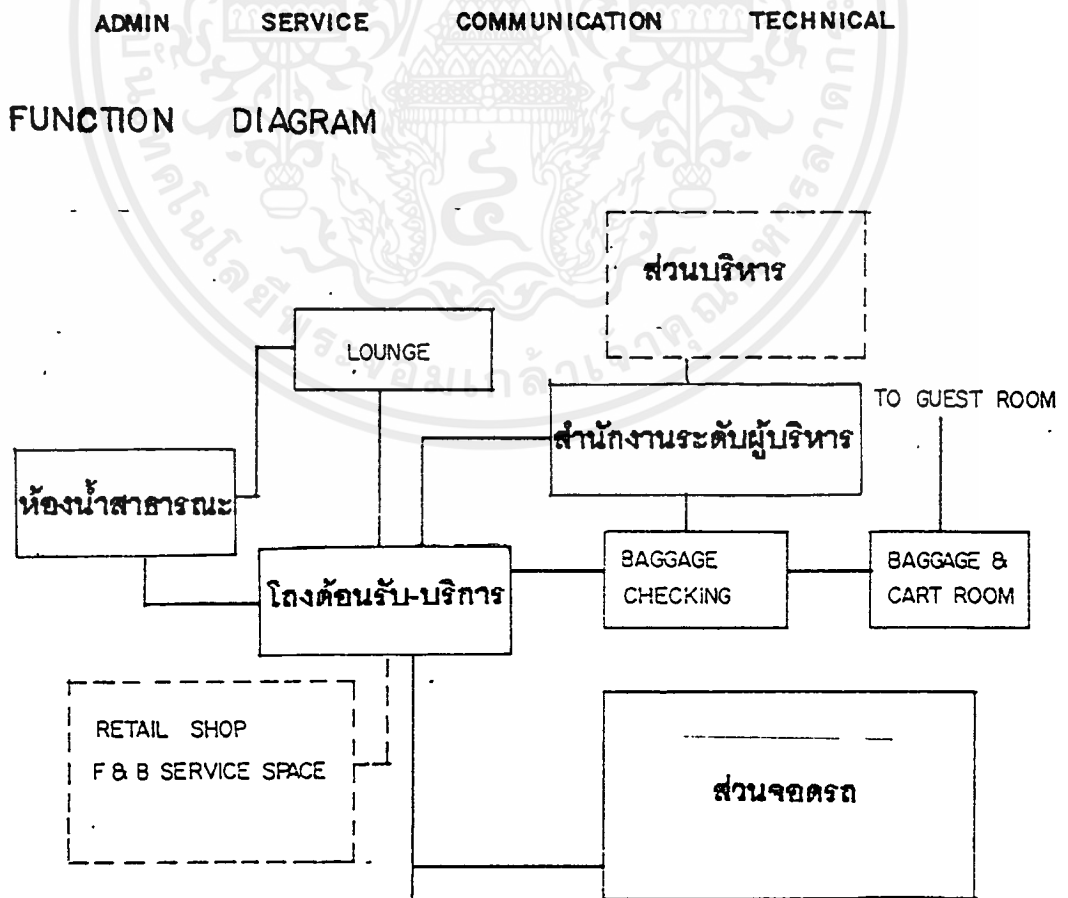 ADMIN SERVICE COMMUNICATION TECHNICAL
FUNCTION DIAGRAM
ส่วนบริหาร
LOUNGE
TO GUEST ROOM
สำนักงานระดับผู้บริหาร
ห้องน้ำสาธารณะ
BAGGAGE
CHECKING
BAGGAGE &
CART ROOM
โถงต้อนรับ-บริการ
RETAIL SHOP
F & B SERVICE SPACE
ส่วนจอดรถ